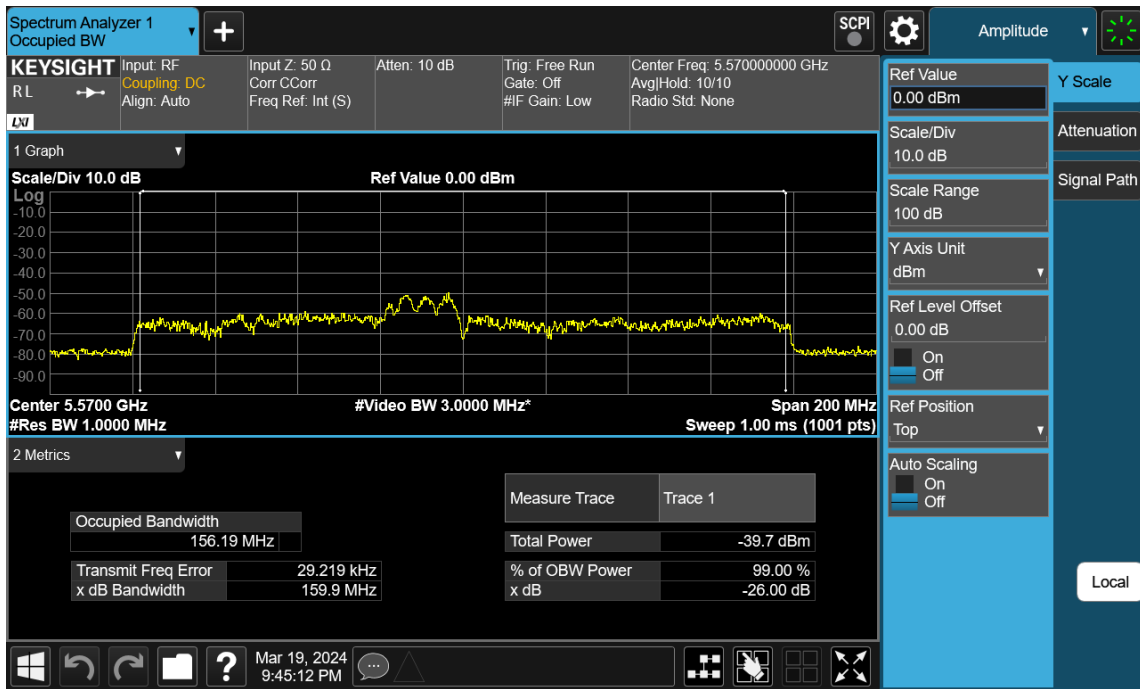 Spectrum Analyzer 1
Occupied BW
+
SCPI
Amplitude
KEYSIGHT
R L
LXI
Input: RF
Coupling: DC
Align: Auto
Input Z: 50 Ω
Corr CCorr
Freq Ref: Int (S)
Atten: 10 dB
Trig: Free Run
Gate: Off
#IF Gain: Low
Center Freq: 5.570000000 GHz
Avg|Hold: 10/10
Radio Std: None
1 Graph
Scale/Div 10.0 dB
Ref Value 0.00 dBm
Log
-10.0
-20.0
-30.0
-40.0
-50.0
-60.0
-70.0
-80.0
-90.0
Center 5.5700 GHz
#Video BW 3.0000 MHz*
Span 200 MHz
#Res BW 1.0000 MHz
Sweep 1.00 ms (1001 pts)
2 Metrics
Measure Trace
Trace 1
Occupied Bandwidth
156.19 MHz
Total Power
-39.7 dBm
Transmit Freq Error
29.219 kHz
% of OBW Power
99.00 %
x dB Bandwidth
159.9 MHz
x dB
-26.00 dB
Ref Value
0.00 dBm
Scale/Div
10.0 dB
Scale Range
100 dB
Y Axis Unit
dBm
Ref Level Offset
0.00 dB
On
Off
Ref Position
Top
Auto Scaling
On
Off
Y Scale
Attenuation
Signal Path
Local
?
Mar 19, 2024
9:45:12 PM